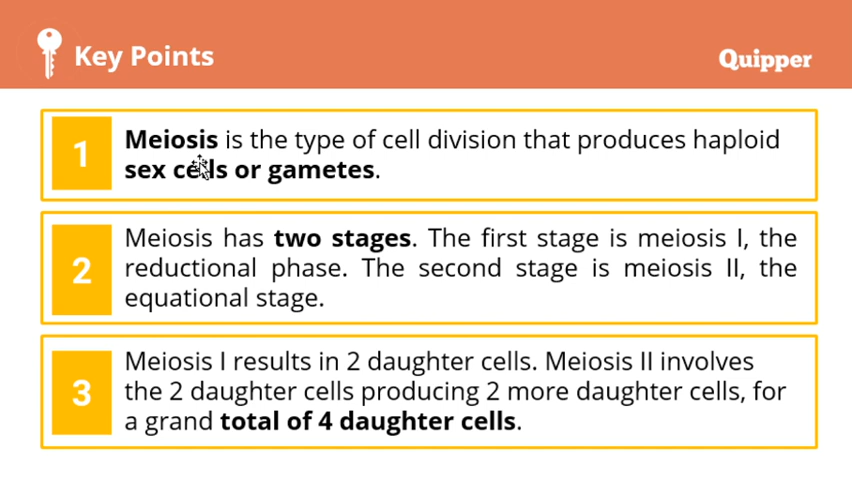 Key Points
Quipper
1
Meiosis is the type of cell division that produces haploid
sex cells or gametes.
2
Meiosis has two stages. The first stage is meiosis I, the
reductional phase. The second stage is meiosis II, the
equational stage.
3
Meiosis I results in 2 daughter cells. Meiosis II involves
the 2 daughter cells producing 2 more daughter cells, for
a grand total of 4 daughter cells.